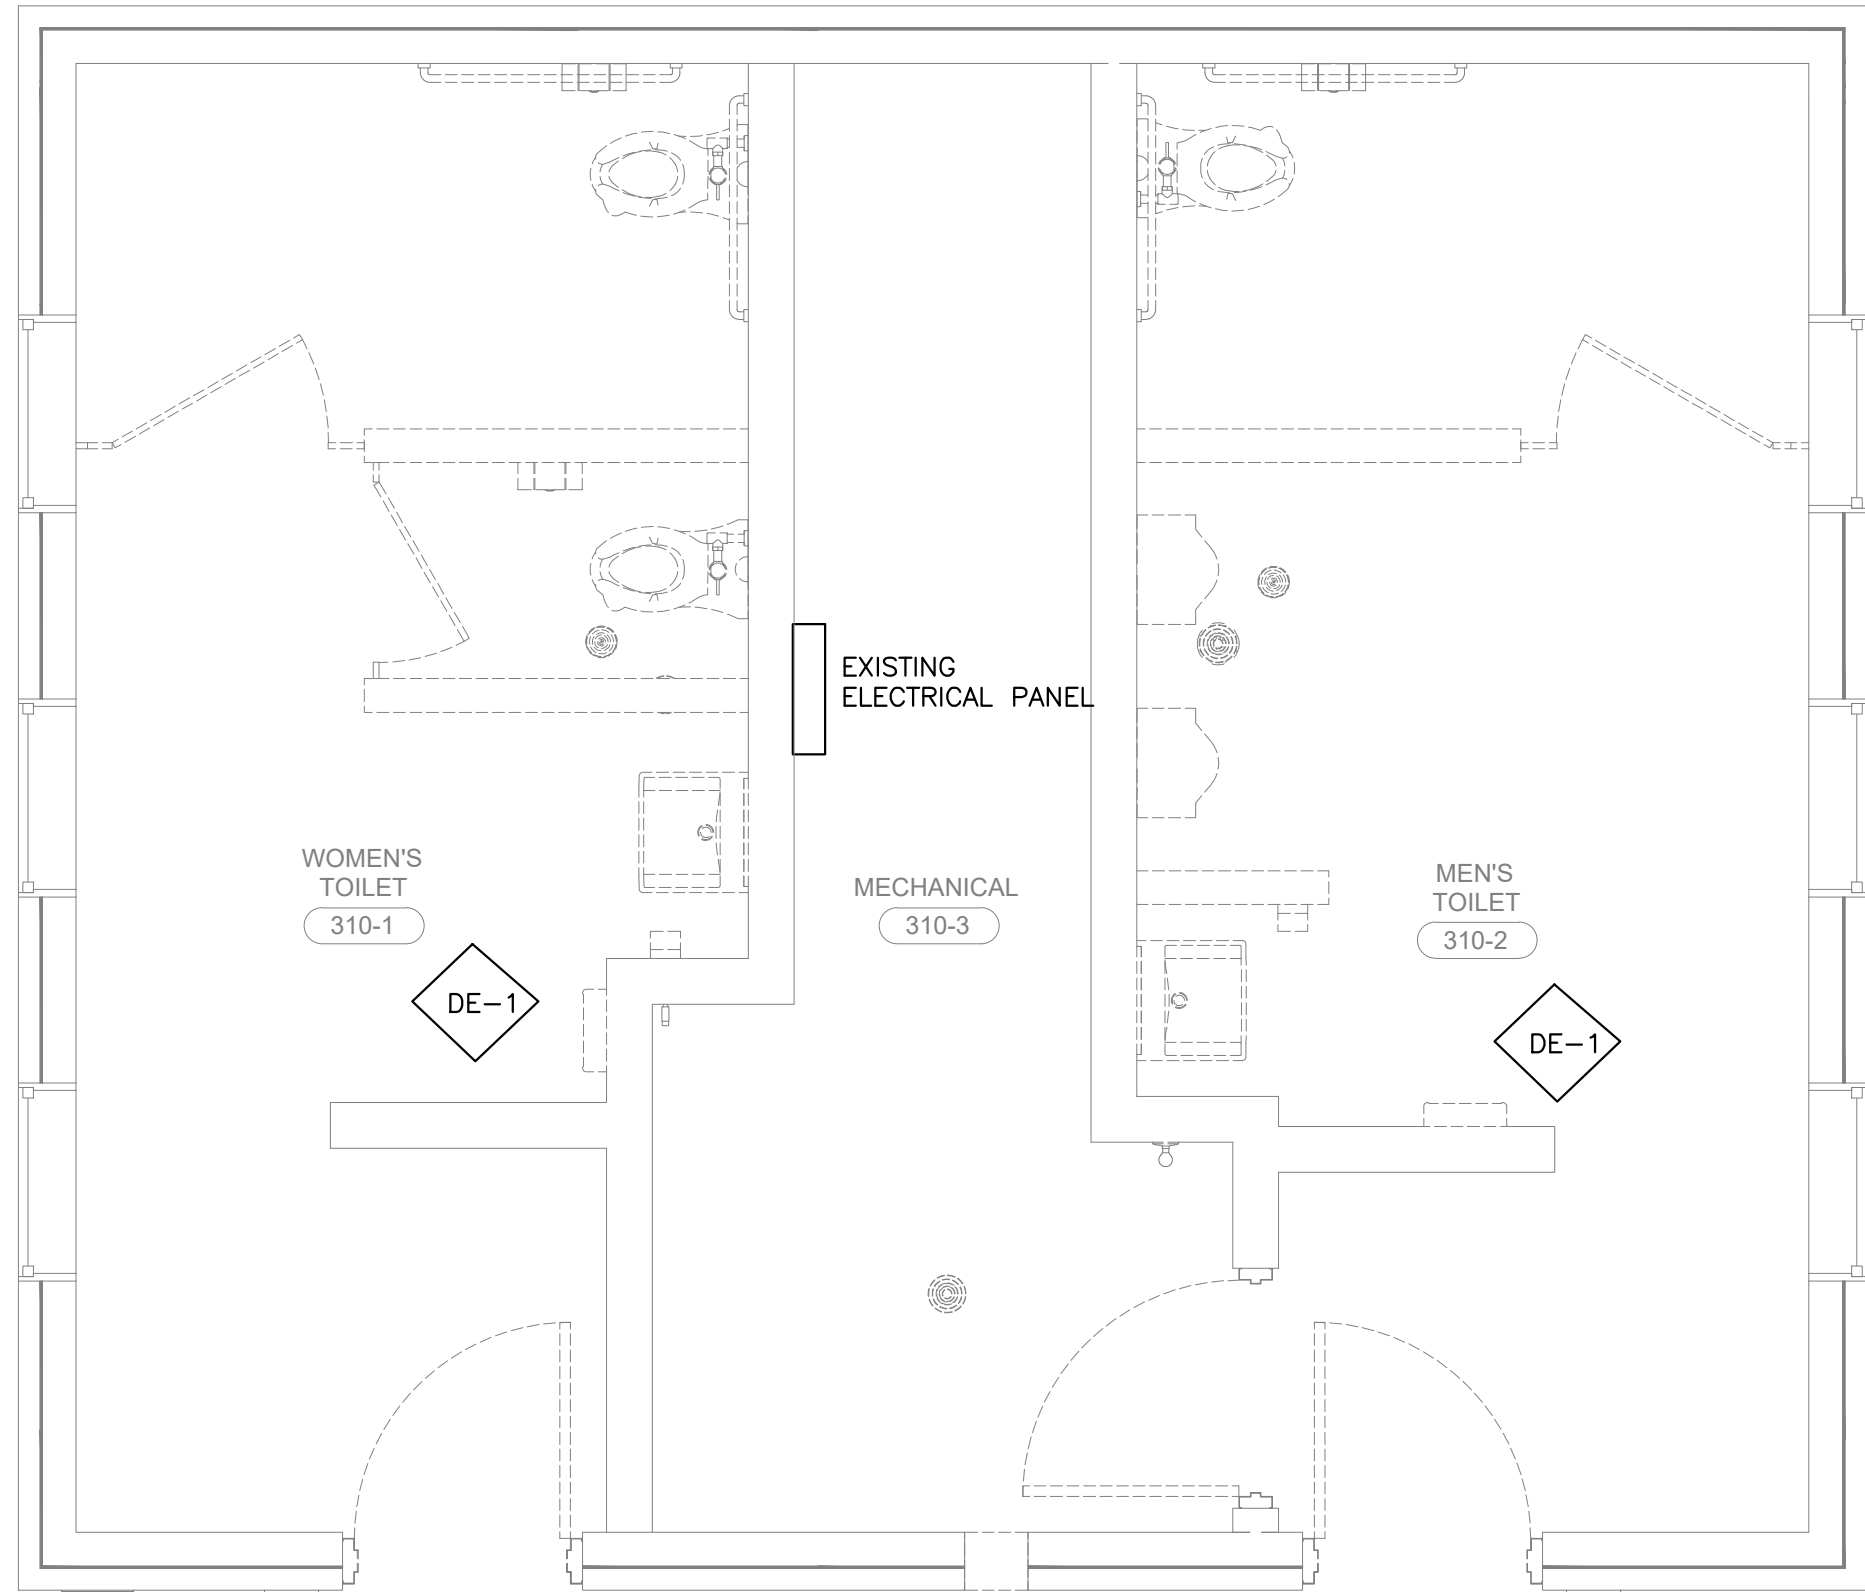 EXISTING
ELECTRICAL PANEL
WOMEN'S
TOILET
310-1
MECHANICAL
310-3
MEN'S
TOILET
310-2
DE-1
DE-1